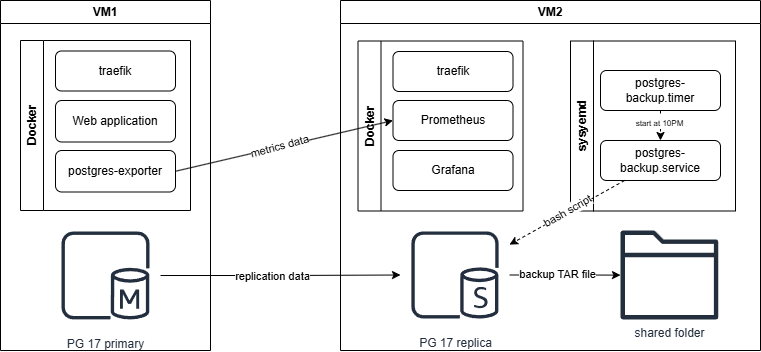 VM1
Docker
traefik
Web application
postgres-exporter
M
PG 17 primary
metrics data
replication data
VM2
Docker
traefik
Prometheus
Grafana
sysyemd
postgres-
backup.timer
start at 10PM
postgres-
backup.service
bash script
S
PG 17 replica
backup TAR file
shared folder